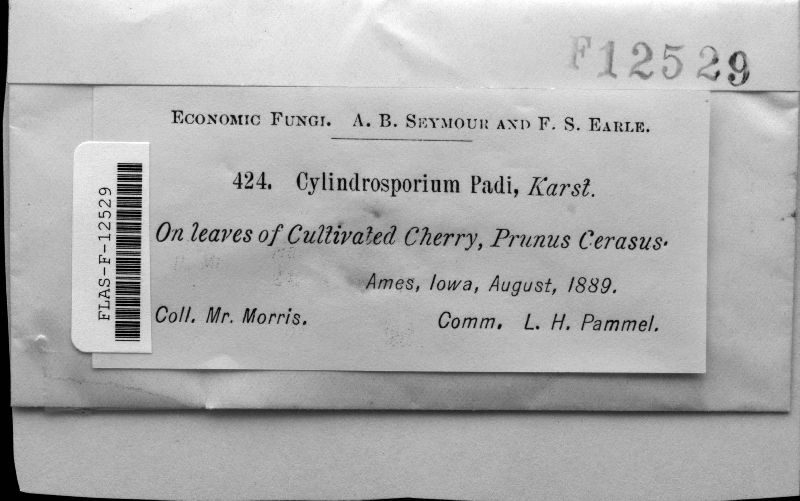 F12529
ECONOMIC FUNGI. A. B. SEYMOUR AND F. S. EARLE.
424. Cylindrosporium Padi, Karst.
On leaves of Cultivated Cherry, Prunus Cerasus.
Ames, Iowa, August, 1889.
Coll. Mr. Morris. Comm. L. H. Pammel.
FLAS-F-12529